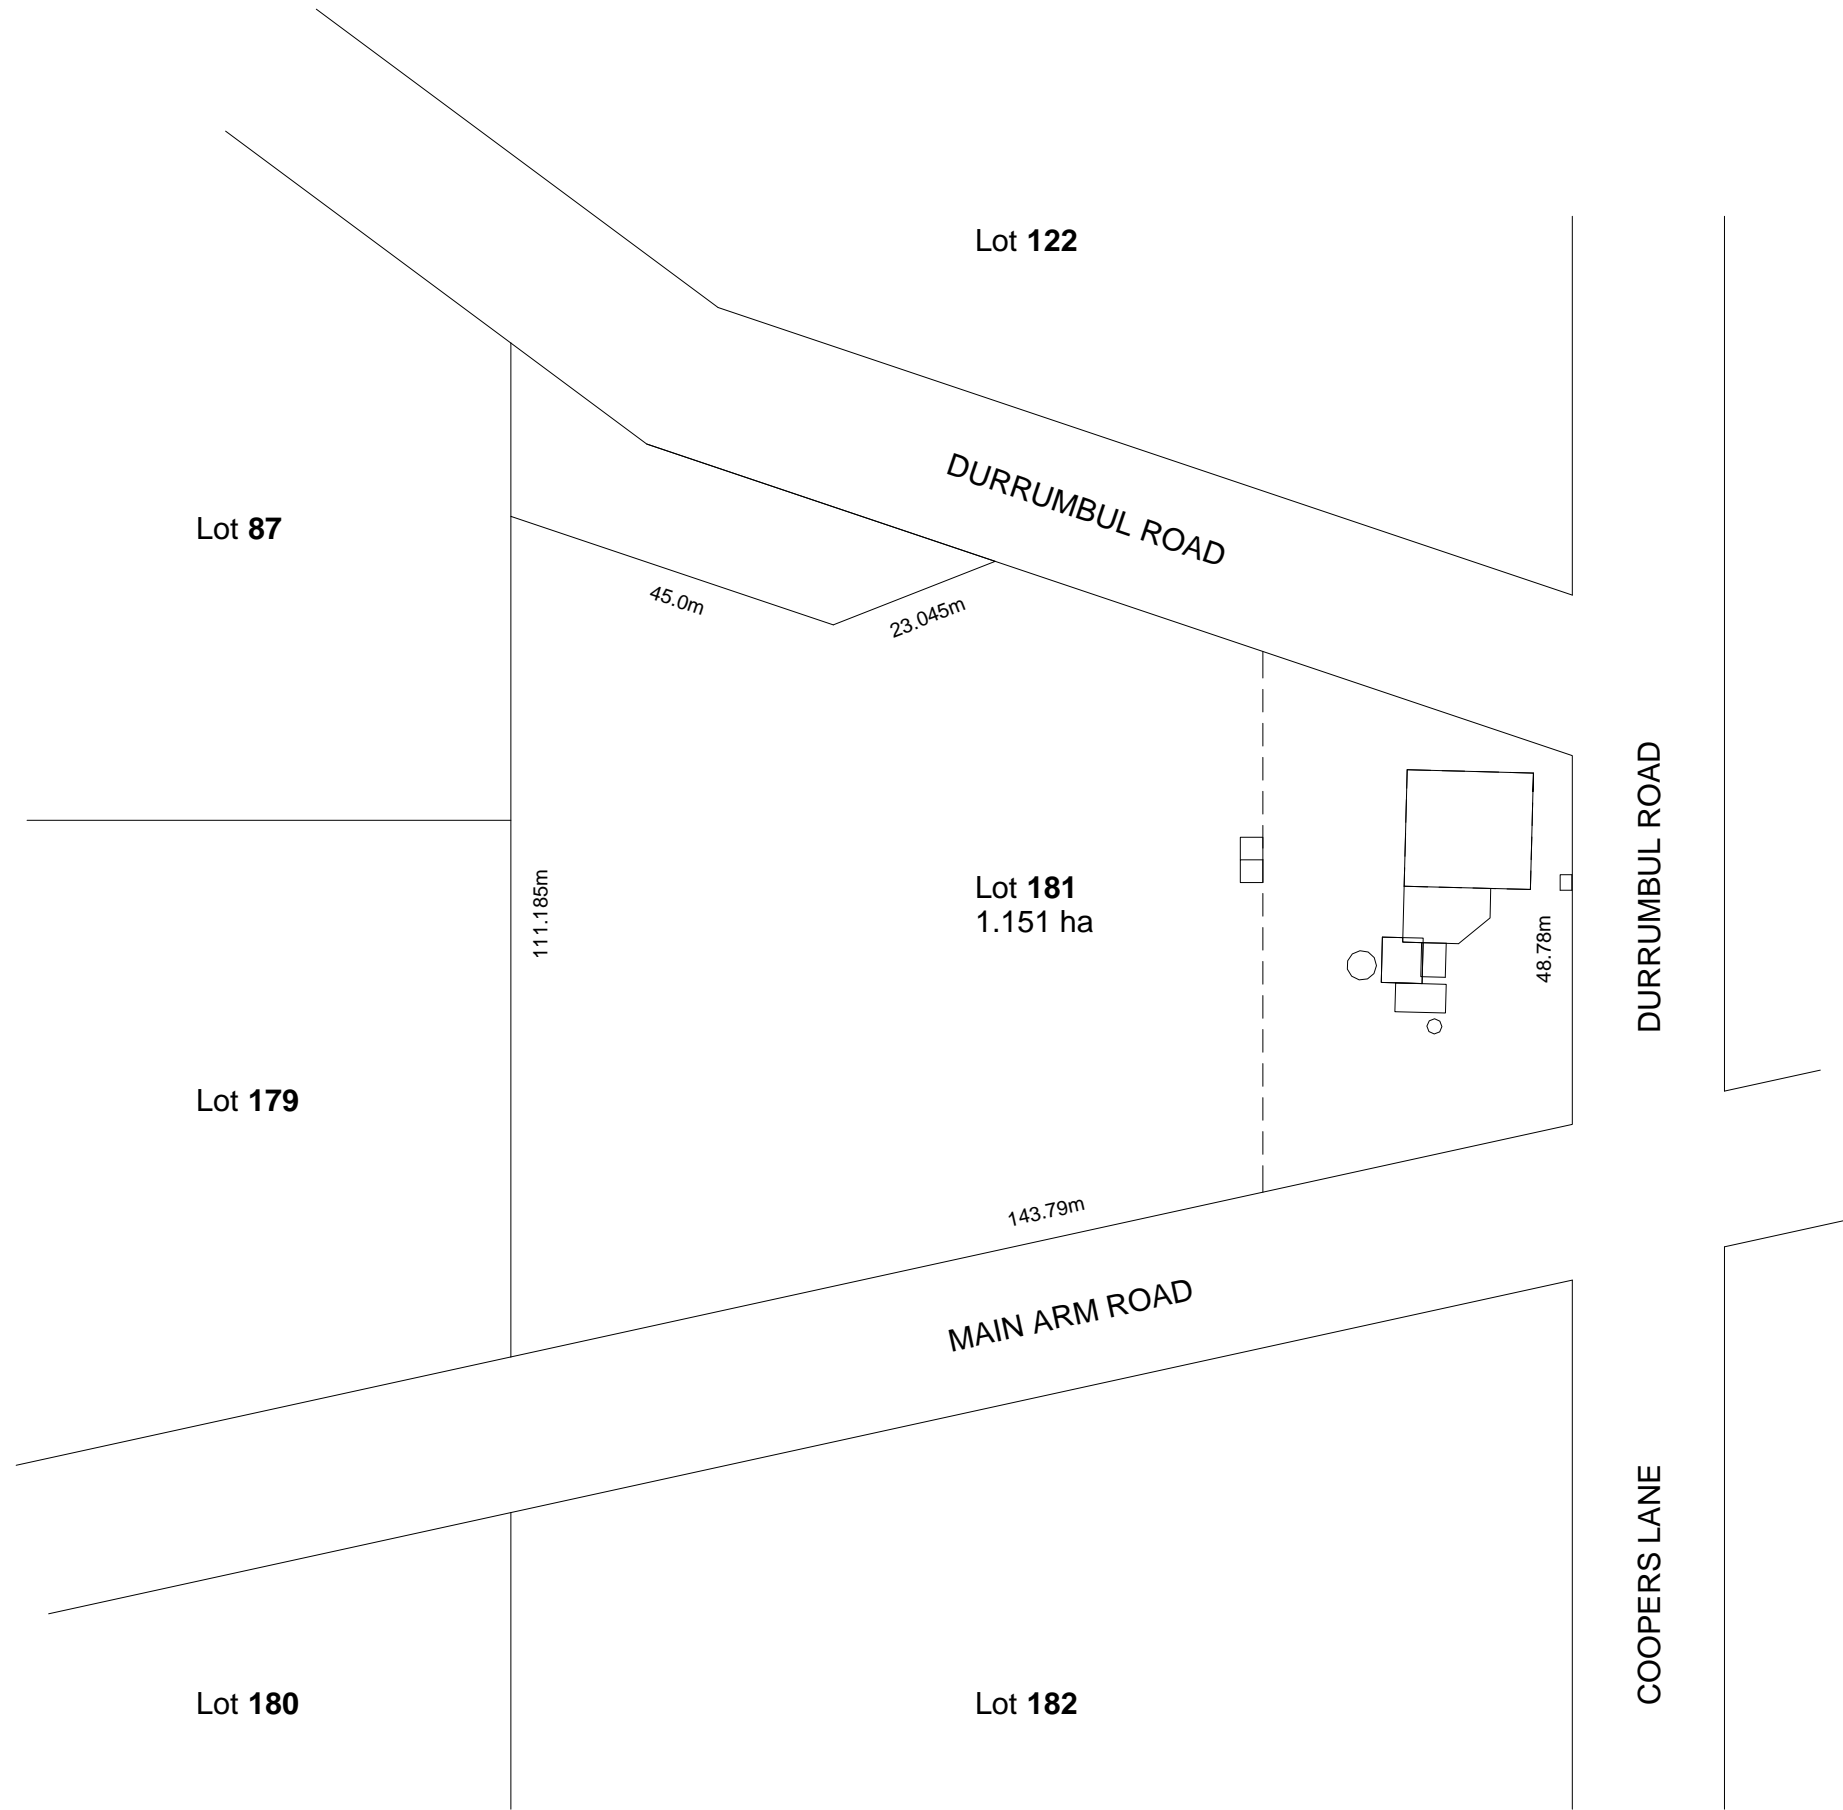 Lot 122
DURRUMBUL ROAD
Lot 87
45.0m
23.045m
DURRUMBUL ROAD
111.185m
Lot 181
1.151 ha
48.78m
Lot 179
143.79m
MAIN ARM ROAD
COOPERS LANE
Lot 180
Lot 182